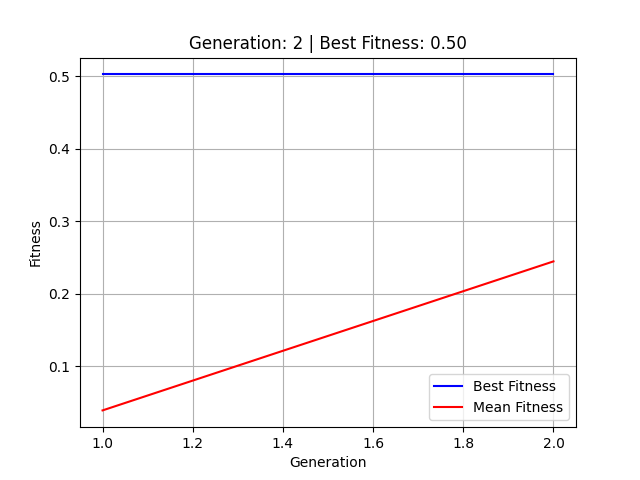 Generation: 2 | Best Fitness: 0.50
Fitness
0.5
0.4
0.3
0.2
0.1
Best Fitness
Mean Fitness
1.0 1.2 1.4 1.6 1.8 2.0
Generation